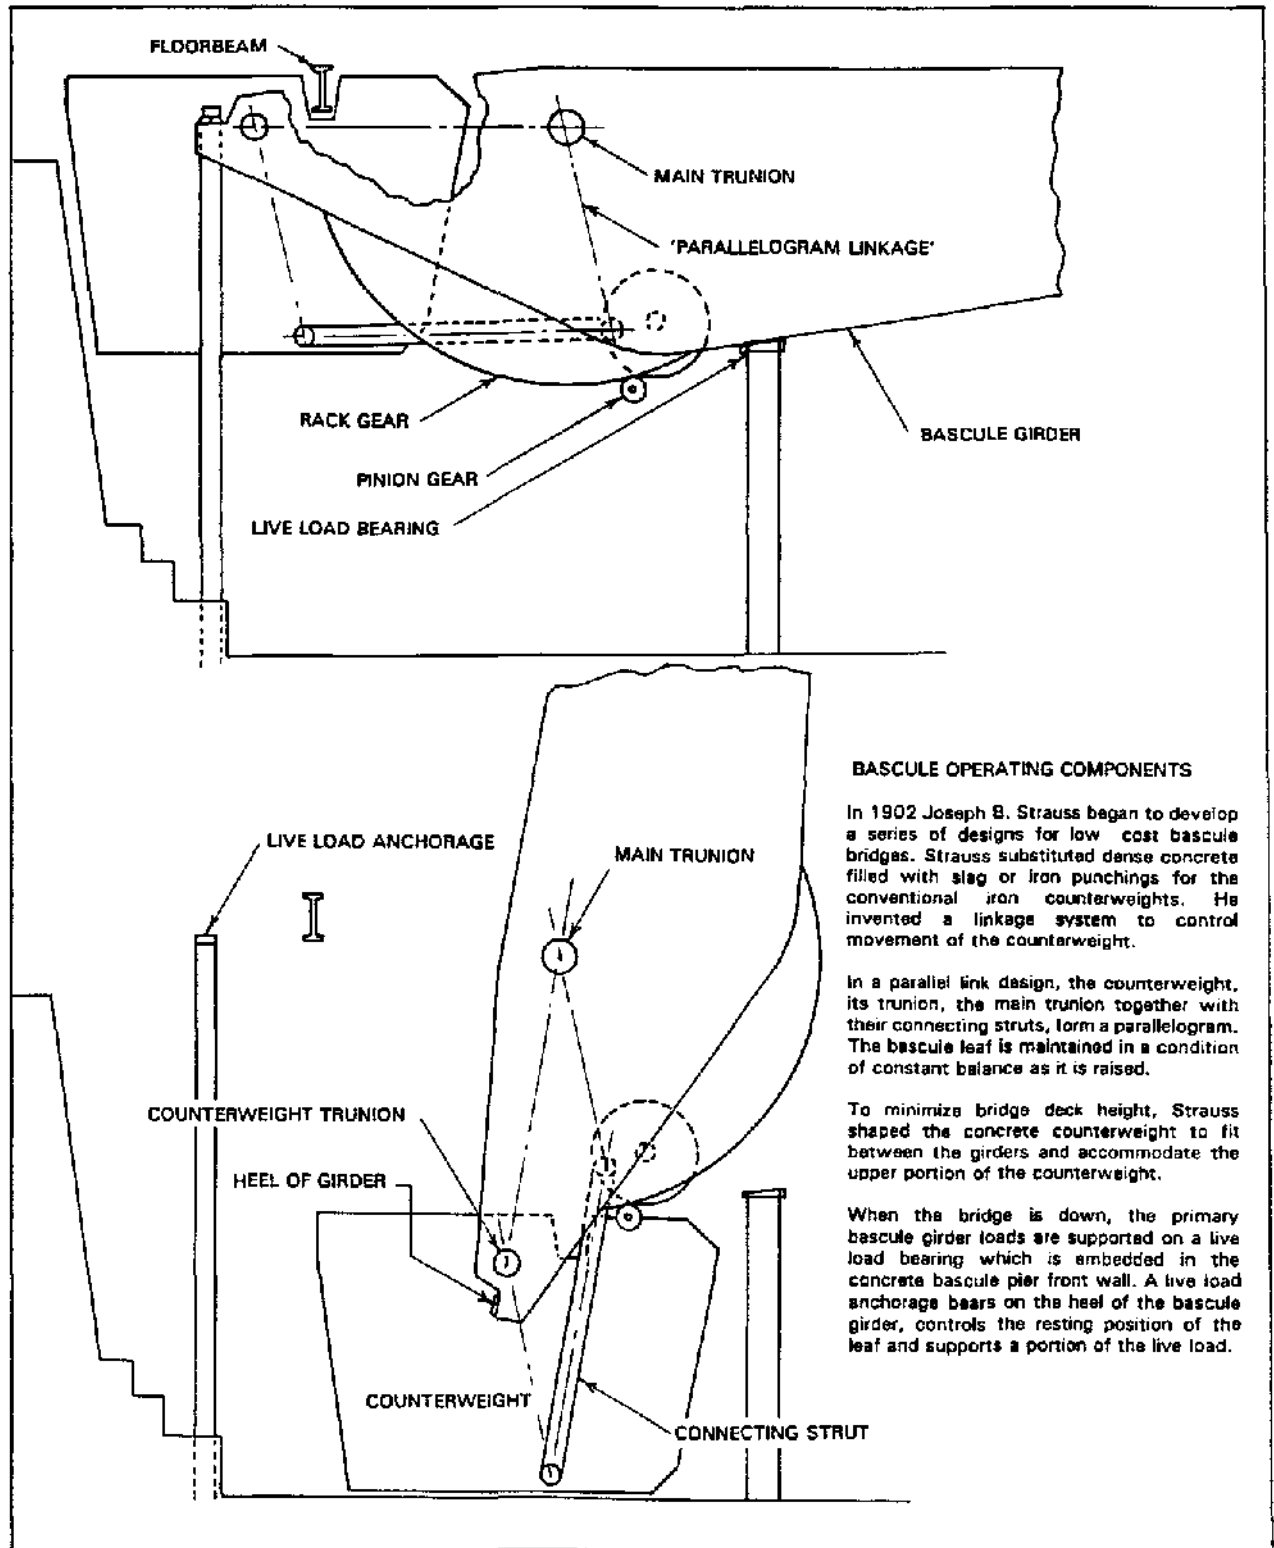 FLOORBEAM
MAIN TRUNION
'PARALLELOGRAM LINKAGE'
RACK GEAR
BASCULE GIRDER
PINION GEAR
LIVE LOAD BEARING
BASCULE OPERATING COMPONENTS
In 1902 Joseph B. Strauss began to develop
a series of designs for low cost bascule
bridges. Strauss substituted dense concrete
filled with slag or iron punchings for the
conventional iron counterweights. He
invented a linkage system to control
movement of the counterweight.
In a parallel link design, the counterweight,
its trunion, the main trunion together with
their connecting struts, form a parallelogram.
The bascule leaf is maintained in a condition
of constant balance as it is raised.
To minimize bridge deck height, Strauss
shaped the concrete counterweight to fit
between the girders and accommodate the
upper portion of the counterweight.
When the bridge is down, the primary
bascule girder loads are supported on a live
load bearing which is embedded in the
concrete bascule pier front wall. A live load
anchorage bears on the heel of the bascule
girder, controls the resting position of the
leaf and supports a portion of the live load.
LIVE LOAD ANCHORAGE
MAIN TRUNION
COUNTERWEIGHT TRUNION
HEEL OF GIRDER
COUNTERWEIGHT
CONNECTING STRUT